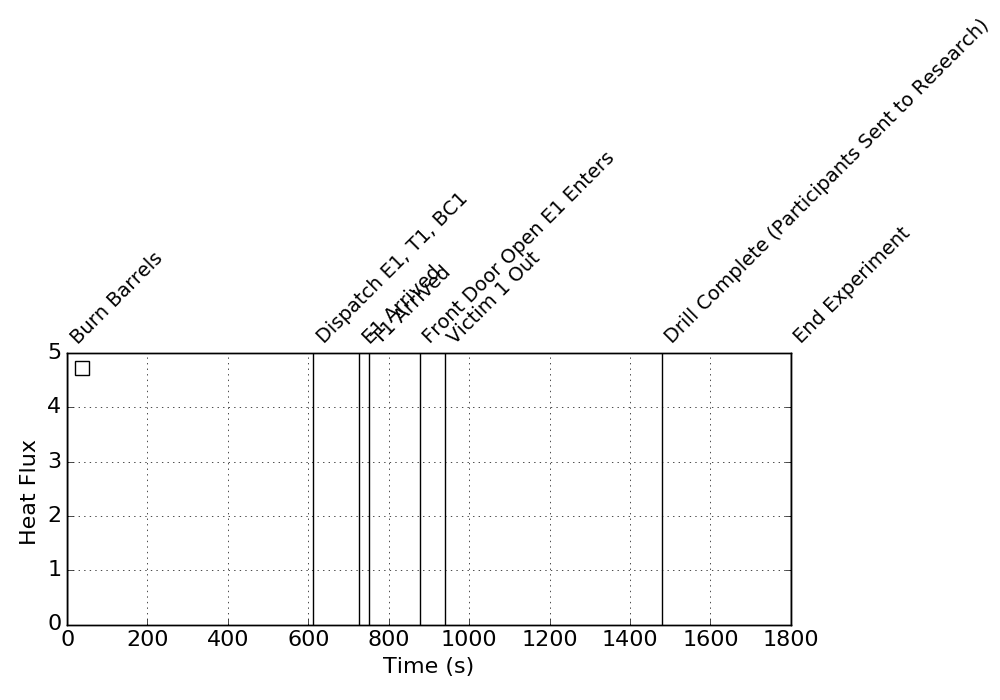 Burn Barrels
Dispatch E1, T1, BC1
E1 Arrived
T1 Arrived
Front Door Open E1 Enters
Victim 1 Out
Drill Complete (Participants Sent to Research)
End Experiment
5
4
3
2
1
0
Heat Flux
0 200 400 600 800 1000 1200 1400 1600 1800
Time (s)